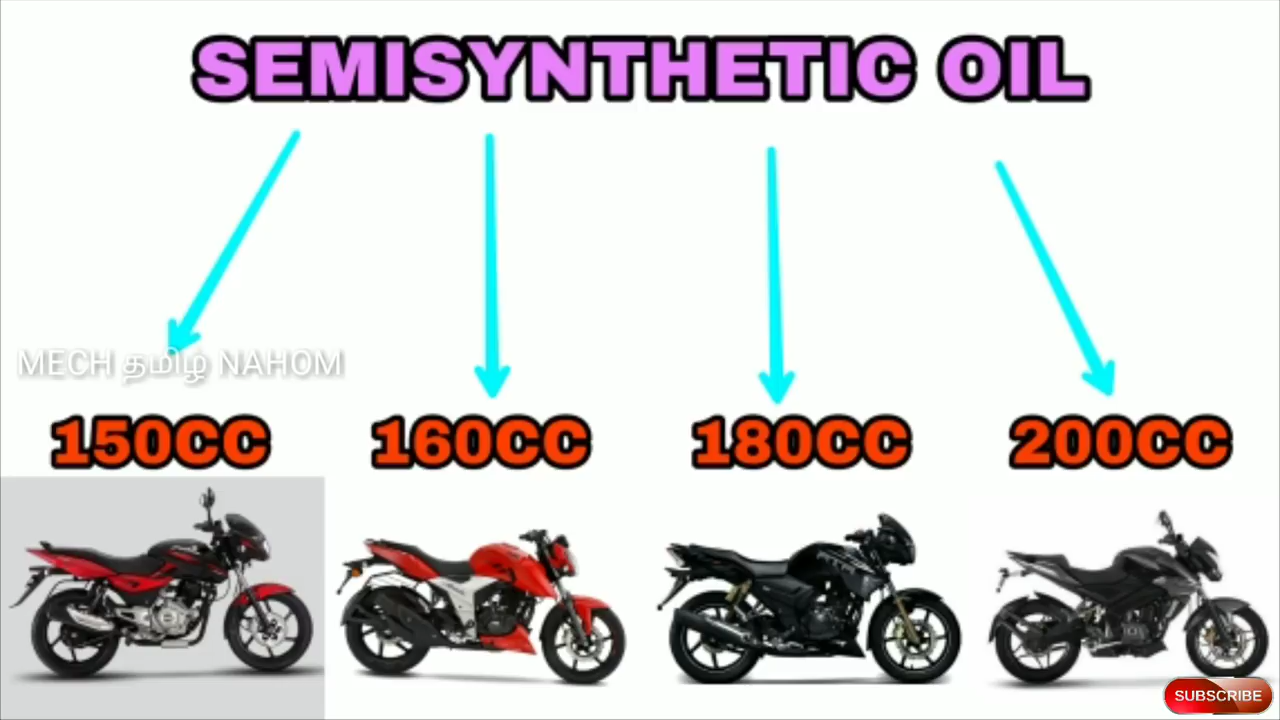 SEMISYNTHETIC OIL
MECH தமிழ் NAHOM
150CC 160CC 180CC 200CC
SUBSCRIBE